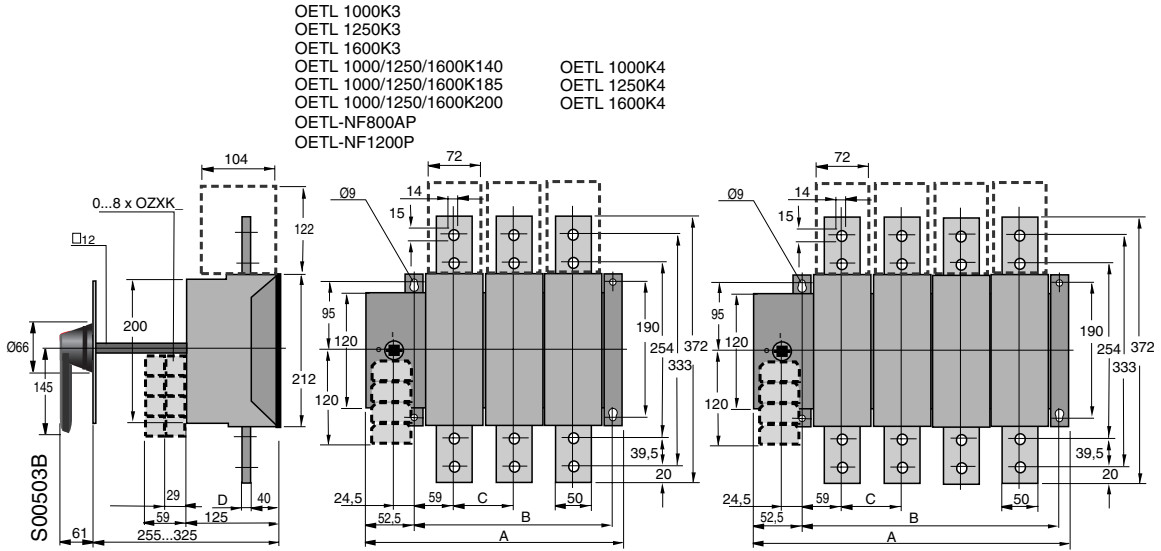 OETL 1000K3
OETL 1250K3
OETL 1600K3
OETL 1000/1250/1600K140 OETL 1000K4
OETL 1000/1250/1600K185 OETL 1250K4
OETL 1000/1250/1600K200 OETL 1600K4
OETL-NF800AP
OETL-NF1200P
104
0...8 x OZXK_
122
□12
200
Ø66
145
212
29
D
40
59
125
61
255...325
S00503B
72
14
Ø9
15
95
120
120
190
254
372
333
39,5
20
24,5
59
C
50
52,5
B
A
72
14
Ø9
15
95
120
120
190
254
372
333
39,5
20
24,5
59
C
50
52,5
B
A